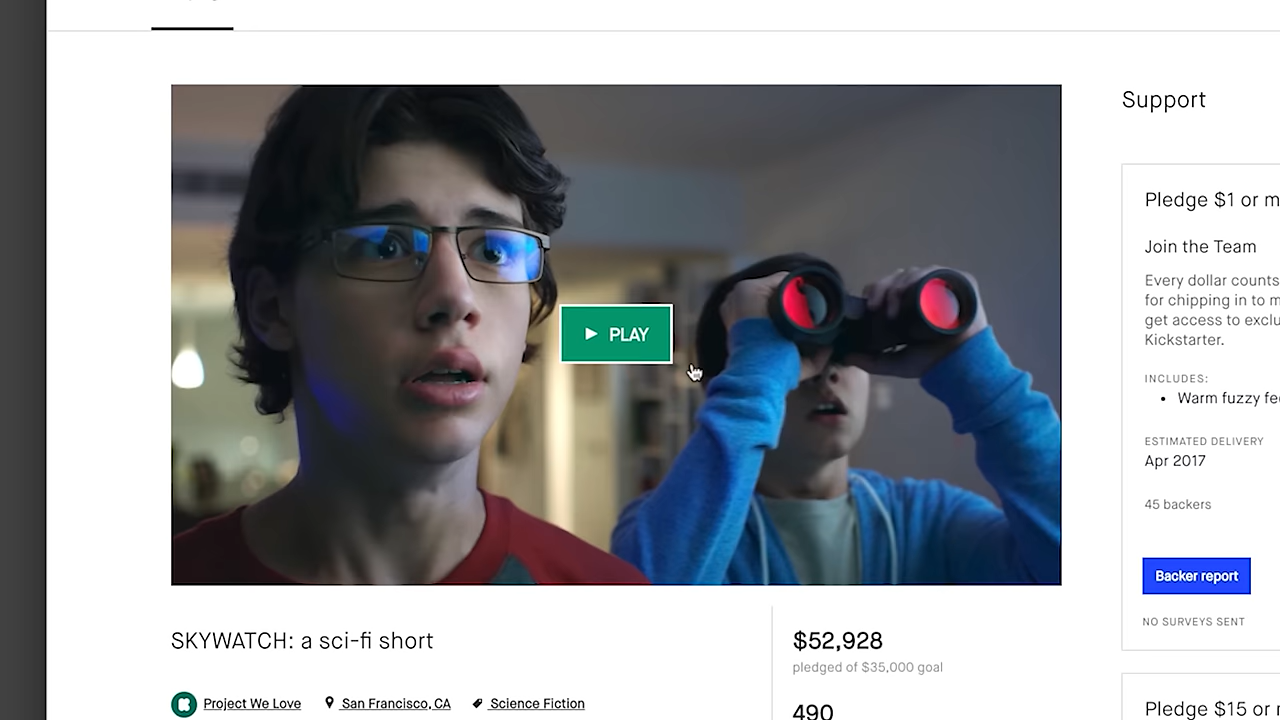 Support
Pledge $1 or m
Join the Team
Every dollar counts
for chipping in to m
get access to exclu
Kickstarter.
INCLUDES:
• Warm fuzzy fee
ESTIMATED DELIVERY
Apr 2017
45 backers
Backer report
NO SURVEYS SENT
Pledge $15 or m
PLAY
SKYWATCH: a sci-fi short
Project We Love
San Francisco, CA
Science Fiction
$52,928
pledged of $35,000 goal
490